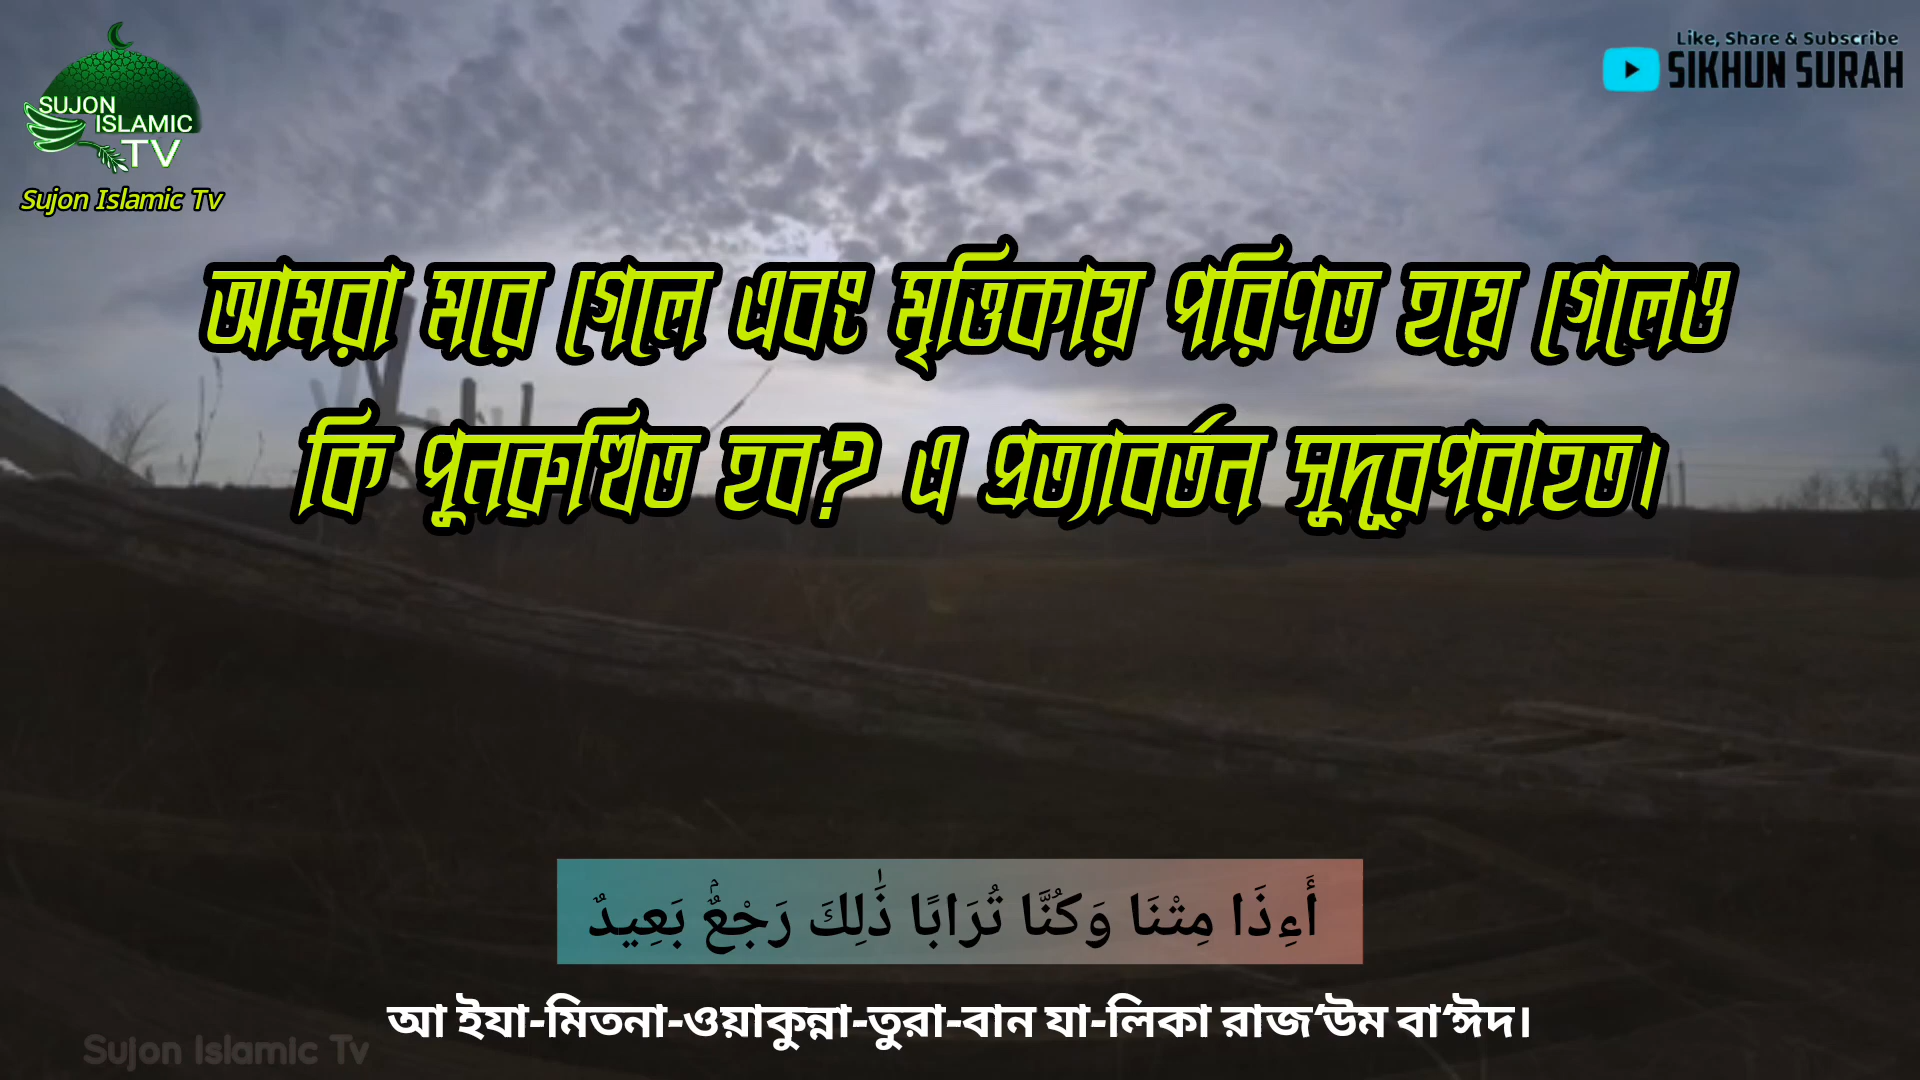 SUJON
ISLAMIC
TV
Sujon Islamic Tv
Like, Share & Subscribe
SIKHUN SURAH
আমরা মরে গেলে এবং মৃত্তিকায় পরিণত হয়ে গেলেও
কি পুনরুত্থিত হব? এ প্রত্যাবর্তন সুদূরপরাহত।
أَءِذَا مِتْنَا وَكُنَّا تُرَابًا ذَٰلِكَ رَجْعٌۢ بَعِيدٌ
আ ইযা-মিতনা-ওয়াকুন্না-তুরা-বান যা-লিকা রাজ‘উম বা‘ঈদ।
Sujon Islamic Tv